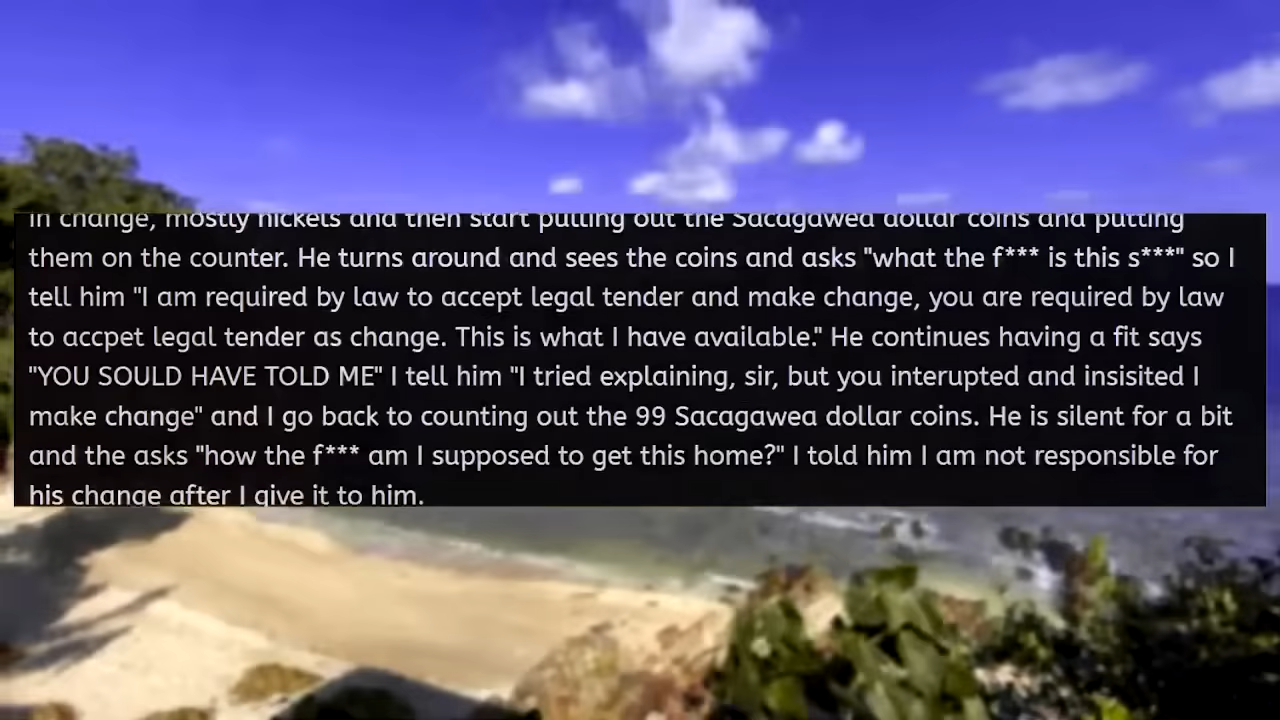 in change, mostly nickels and then start pulling out the Sacagawea dollar coins and putting
them on the counter. He turns around and sees the coins and asks "what the f*** is this s***" so I
tell him "I am required by law to accept legal tender and make change, you are required by law
to accpet legal tender as change. This is what I have available." He continues having a fit says
"YOU SOULD HAVE TOLD ME" I tell him "I tried explaining, sir, but you interupted and insisited I
make change" and I go back to counting out the 99 Sacagawea dollar coins. He is silent for a bit
and the asks "how the f*** am I supposed to get this home?" I told him I am not responsible for
his change after I give it to him.